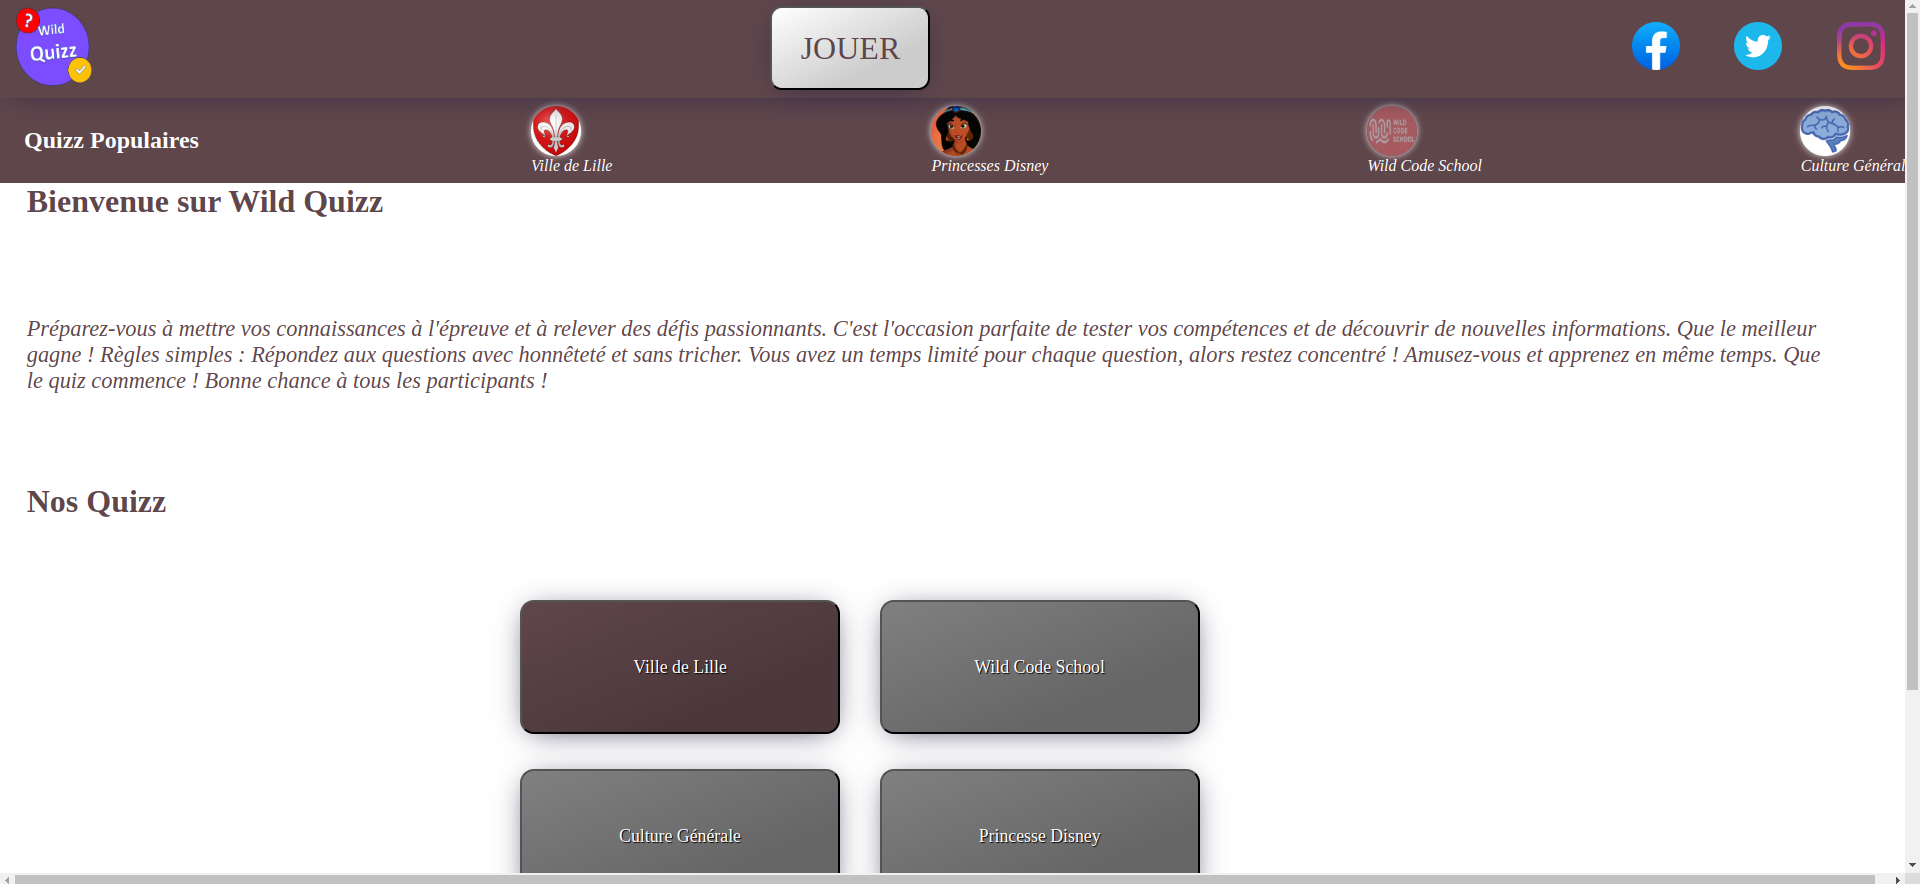 ? Wild
Quizz
JOUER
Quizz Populaires
Ville de Lille
Princesses Disney
WILD
CODE
SCHOOL
Wild Code School
Culture Général
Bienvenue sur Wild Quizz
Préparez-vous à mettre vos connaissances à l'épreuve et à relever des défis passionnants. C'est l'occasion parfaite de tester vos compétences et de découvrir de nouvelles informations. Que le meilleur
gagne ! Règles simples : Répondez aux questions avec honnêteté et sans tricher. Vous avez un temps limité pour chaque question, alors restez concentré ! Amusez-vous et apprenez en même temps. Que
le quiz commence ! Bonne chance à tous les participants !
Nos Quizz
Ville de Lille
Wild Code School
Culture Générale
Princesse Disney